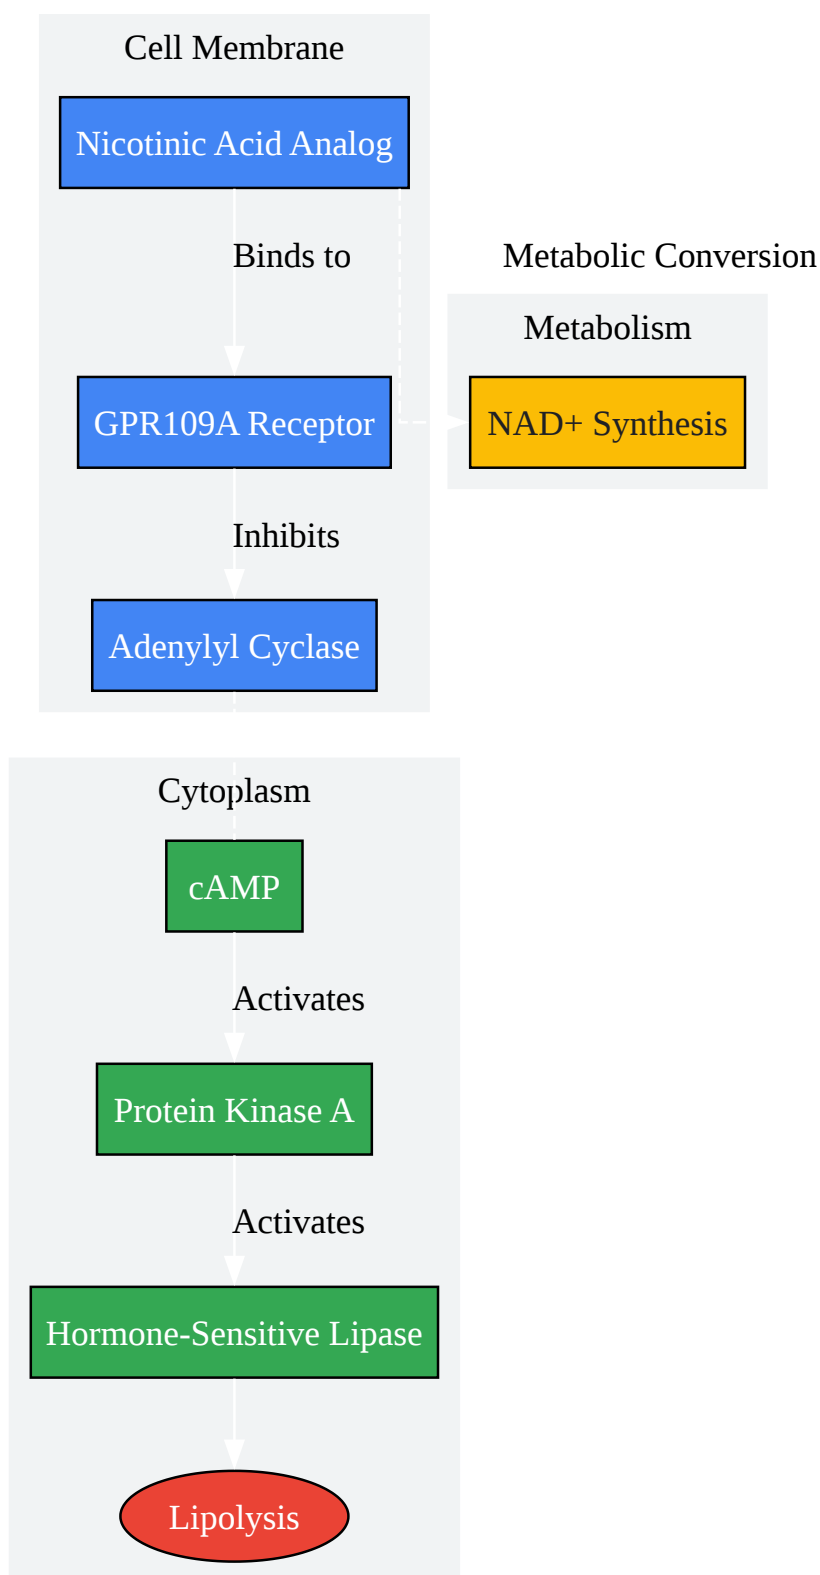 Cell Membrane
Nicotinic Acid Analog
Binds to
Metabolic Conversion
Metabolism
GPR109A Receptor
NAD+ Synthesis
Inhibits
Adenylyl Cyclase
Cytoplasm
cAMP
Activates
Protein Kinase A
Activates
Hormone-Sensitive Lipase
Lipolysis